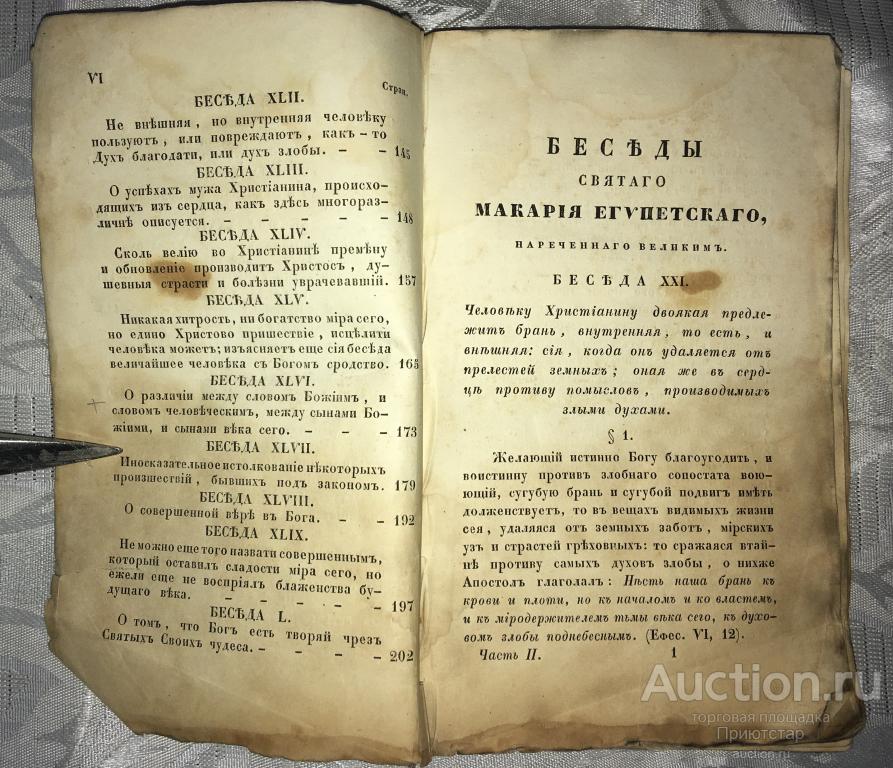 VI
Стран.
БЕСѢДА XLII.
Не внѣшняя, но внутренняя человѣку
пользуютъ, или повреждаютъ, какъ-то
Духъ благодати, или духъ злобы. – – 145
БЕСѢДА XLIII.
О успѣхахъ мужа Христіанина, происхо-
дящихъ изъ сердца, какъ здѣсь многораз-
личнѣ описуется. – – – – – 148
БЕСѢДА XLIV.
Сколь велію во Христіанинѣ премѣну
и обновленіе производитъ Христосъ, ду-
шевныя страсти и болѣзни уврачевавшій. 157
БЕСѢДА XLV.
Никакая хитрость, ни богатство міра сего,
но едино Христово пришествіе, исцѣлити
человѣка можетъ; изъясняетъ еще сія бесѣда
величайшее человѣка съ Богомъ сродство. 165
БЕСѢДА XLVI.
О различіи между словомъ Божіимъ, и
словомъ человѣческимъ, между сынами Бо-
жіими, и сынами вѣка сего. – – – 173
БЕСѢДА XLVII.
Иносказательное истолкованіе нѣкоторыхъ
произшествій, бывшихъ подъ закономъ. 179
БЕСѢДА XLVIII.
О совершенной вѣрѣ въ Бога. – – 192
БЕСѢДА XLIX.
Не можно еще того назвати совершеннымъ,
который оставилъ сладости міра сего, но
ежели еще не воспріялъ блаженства бу-
дущаго вѣка. – – – – – 197
БЕСѢДА L.
О томъ, что Богъ есть творяй чрезъ
Святыхъ Своихъ чудеса. – – – – 202
БЕСѢДЫ
СВЯТАГО
МАКАРІЯ ЕГѴПЕТСКАГО,
НАРЕЧЕННАГО ВЕЛИКИМЪ.
БЕСѢДА XXI.
Человѣку Христіанину двоякая предле-
житъ брань, внутренняя, то есть, и
внѣшняя: сія, когда онъ удаляется отъ
прелестей земныхъ; оная же въ серд-
цѣ противу помысловъ, производимыхъ
злыми духами.
§ 1.
Желающій истинно Богу благоугодить, и
воистинну противъ злобнаго сопостата вою-
ющій, сугубую брань и сугубой подвигъ имѣть
долженствуетъ, то въ вещахъ видимыхъ жизни
сея, удаляяся отъ земныхъ заботъ, мірскихъ
узъ и страстей грѣховныхъ: то сражаяся втай-
нѣ противу самыхъ духовъ злобы, о нихже
Апостолъ глаголалъ: Нѣсть наша брань къ
крови и плоти, но къ началомъ и ко властемъ,
и къ міродержителемъ тьмы вѣка сего, къ духо-
вомъ злобы поднебеснымъ. (Ефес. VI, 12).
Часть II. 1
Auction.ru
торговая площадка
Приютстар
auction.ru